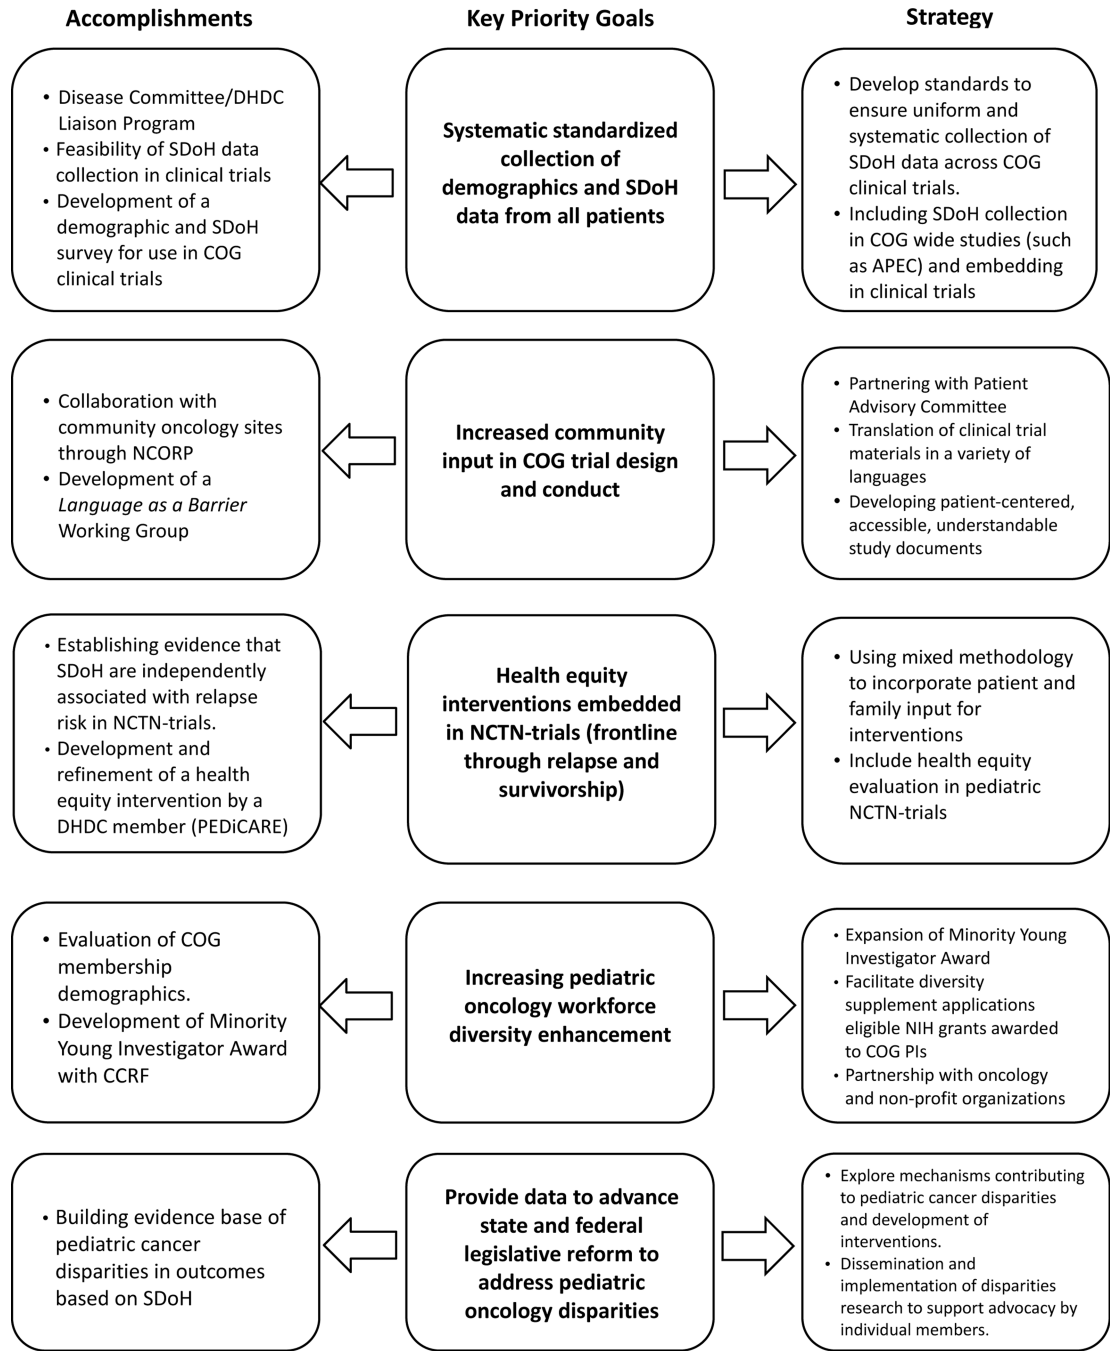 Accomplishments
Key Priority Goals
Strategy
• Disease Committee/DHDC
Liaison Program
• Feasibility of SDoH data
collection in clinical trials
• Development of a
demographic and SDoH
survey for use in COG
clinical trials
Systematic standardized
collection of
demographics and SDoH
data from all patients
• Develop standards to
ensure uniform and
systematic collection of
SDoH data across COG
clinical trials.
• Including SDoH collection
in COG wide studies (such
as APEC) and embedding
in clinical trials
• Collaboration with
community oncology sites
through NCORP
• Development of a
Language as a Barrier
Working Group
Increased community
input in COG trial design
and conduct
• Partnering with Patient
Advisory Committee
• Translation of clinical trial
materials in a variety of
languages
• Developing patient-centered,
accessible, understandable
study documents
• Establishing evidence that
SDoH are independently
associated with relapse
risk in NCTN-trials.
• Development and
refinement of a health
equity intervention by a
DHDC member (PEDiCARE)
Health equity
interventions embedded
in NCTN-trials (frontline
through relapse and
survivorship)
• Using mixed methodology
to incorporate patient and
family input for
interventions
• Include health equity
evaluation in pediatric
NCTN-trials
• Evaluation of COG
membership
demographics.
• Development of Minority
Young Investigator Award
with CCRF
Increasing pediatric
oncology workforce
diversity enhancement
• Expansion of Minority Young
Investigator Award
• Facilitate diversity
supplement applications
eligible NIH grants awarded
to COG PIs
• Partnership with oncology
and non-profit organizations
• Building evidence base of
pediatric cancer
disparities in outcomes
based on SDoH
Provide data to advance
state and federal
legislative reform to
address pediatric
oncology disparities
• Explore mechanisms contributing
to pediatric cancer disparities
and development of
interventions.
• Dissemination and
implementation of disparities
research to support advocacy by
individual members.